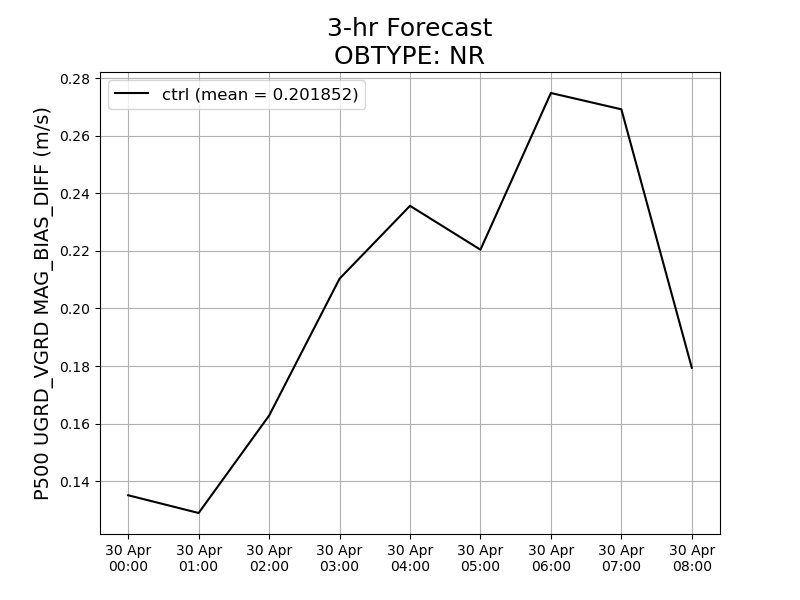 3-hr Forecast
OBTYPE: NR
ctrl (mean = 0.201852)
P500 UGRD_VGRD MAG_BIAS_DIFF (m/s)
0.28
0.26
0.24
0.22
0.20
0.18
0.16
0.14
30 Apr 30 Apr 30 Apr 30 Apr 30 Apr 30 Apr 30 Apr 30 Apr 30 Apr
00:00 01:00 02:00 03:00 04:00 05:00 06:00 07:00 08:00